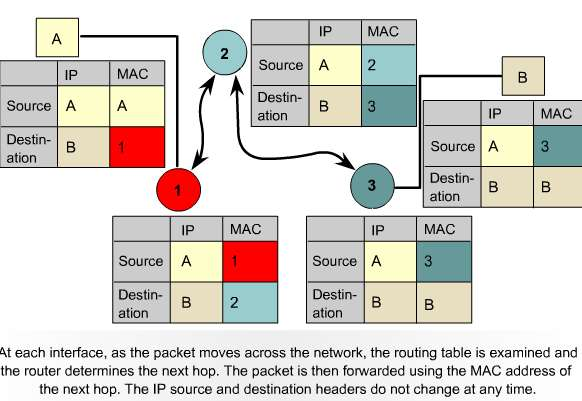 A
IP MAC
Source A A
Destin-
ation B 1
2
IP MAC
Source A 2
Destin-
ation B 3
B
IP MAC
Source A 3
Destin-
ation B B
1
3
IP MAC
Source A 1
Destin-
ation B 2
IP MAC
Source A 3
Destin-
ation B B
At each interface, as the packet moves across the network, the routing table is examined and
the router determines the next hop. The packet is then forwarded using the MAC address of
the next hop. The IP source and destination headers do not change at any time.